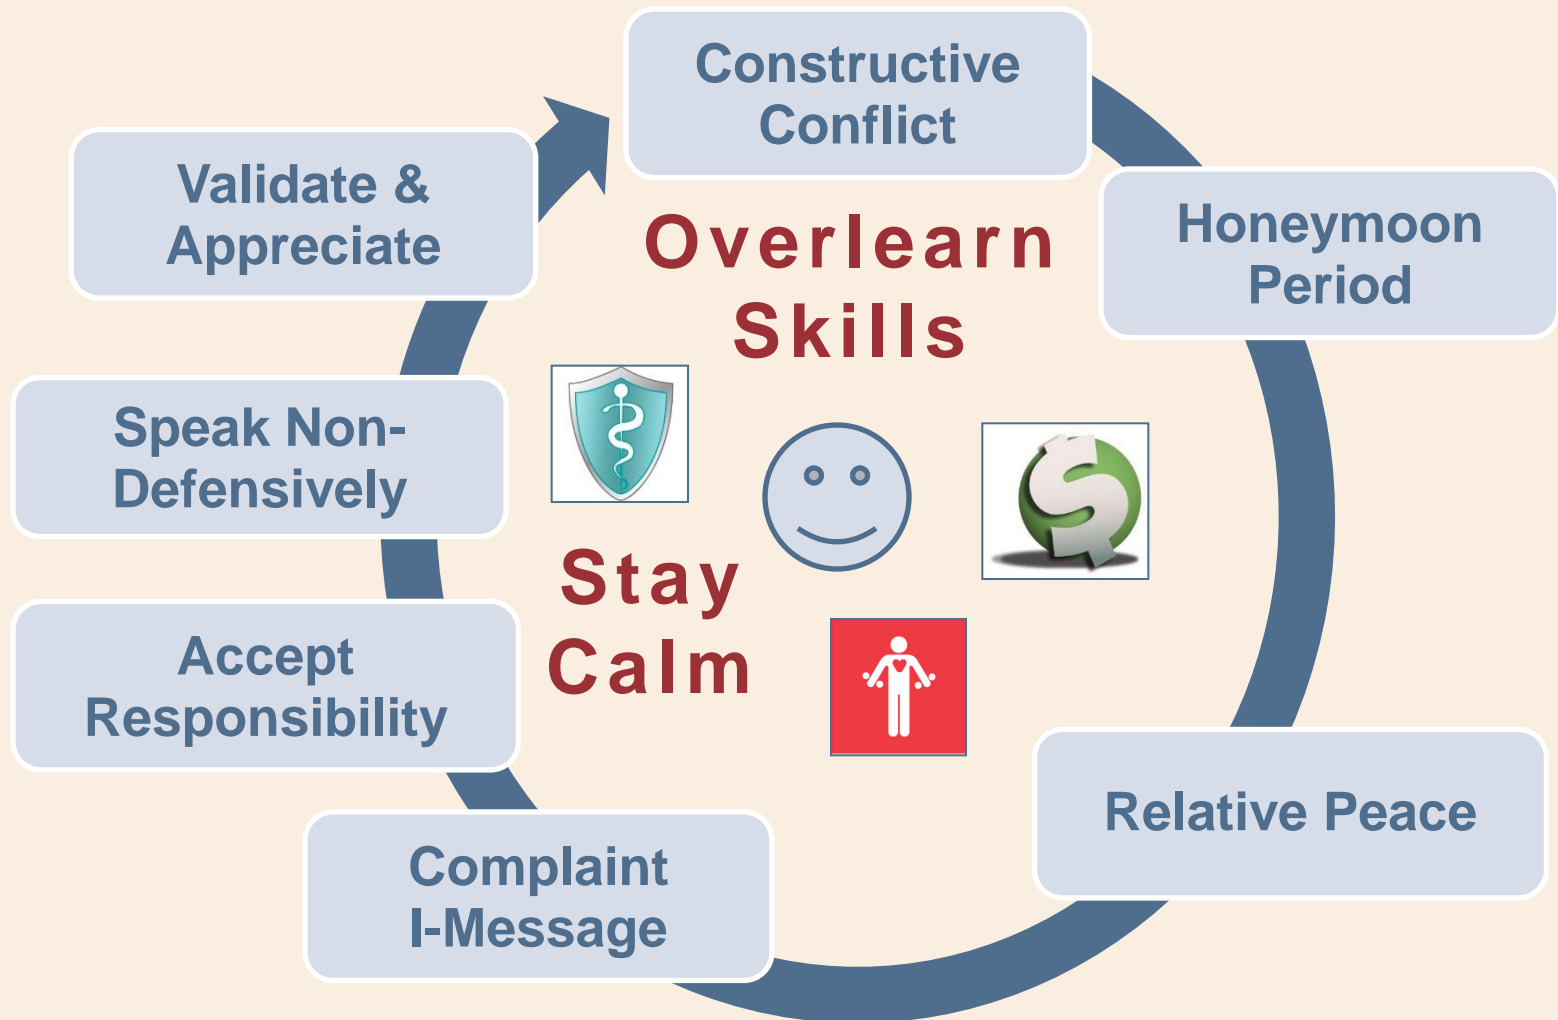 Constructive
Conflict
Honeymoon
Period
Relative Peace
Complaint
I-Message
Accept
Responsibility
Speak Non-
Defensively
Validate &
Appreciate
Overlearn
Skills
Stay
Calm
$